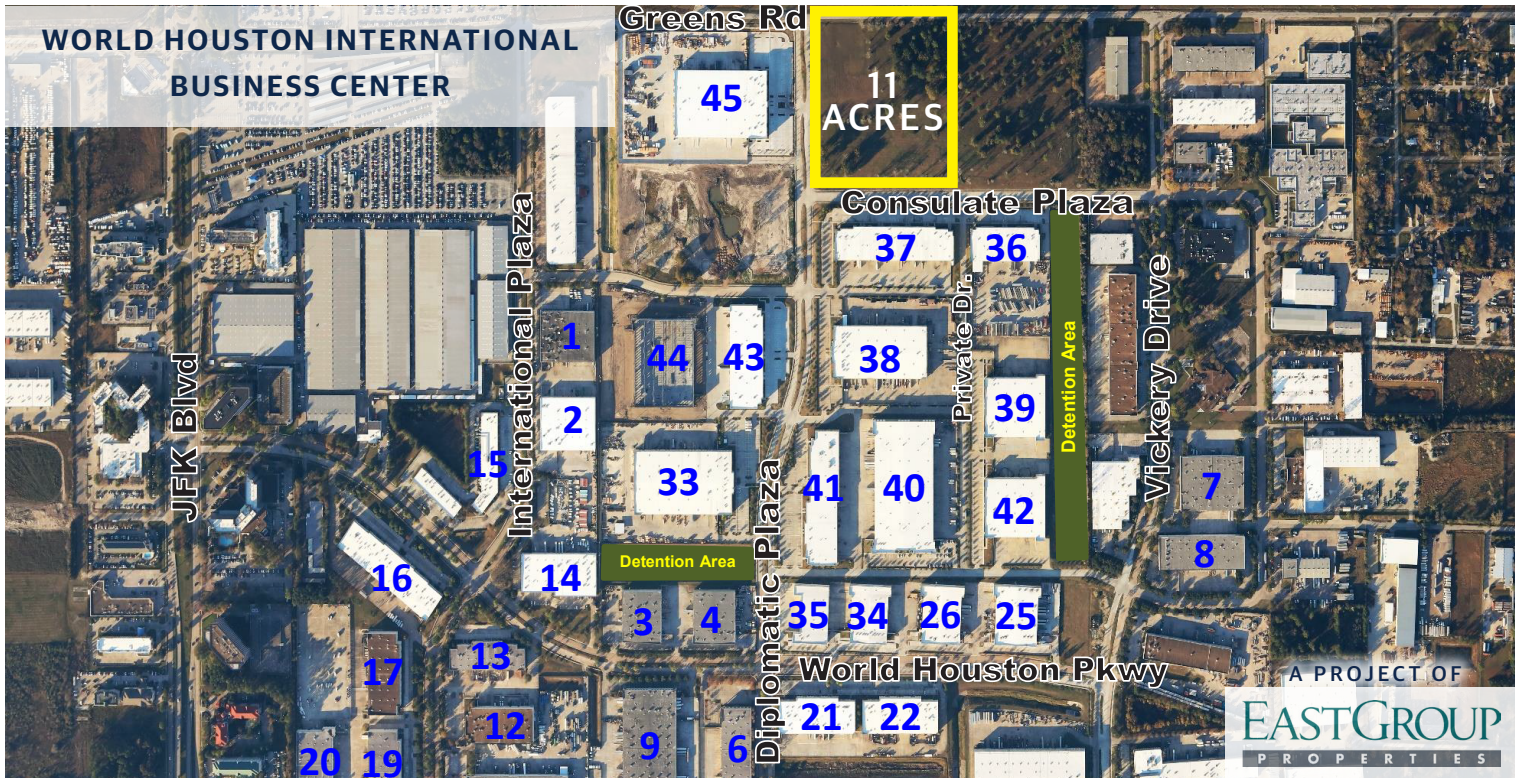 WORLD HOUSTON INTERNATIONAL
BUSINESS CENTER
Greens Rd
45
11
ACRES
Consulate Plaza
37
36
International Plaza
Private Dr.
Detention Area
Vickery Drive
JFK Blvd
1
44
43
38
2
39
15
33
41
40
42
7
8
Diplomatic Plaza
Detention Area
16
14
3
4
35
34
26
25
17
13
World Houston Pkwy
12
9
6
21
22
20
19
A PROJECT OF
EASTGROUP
PROPERTIES